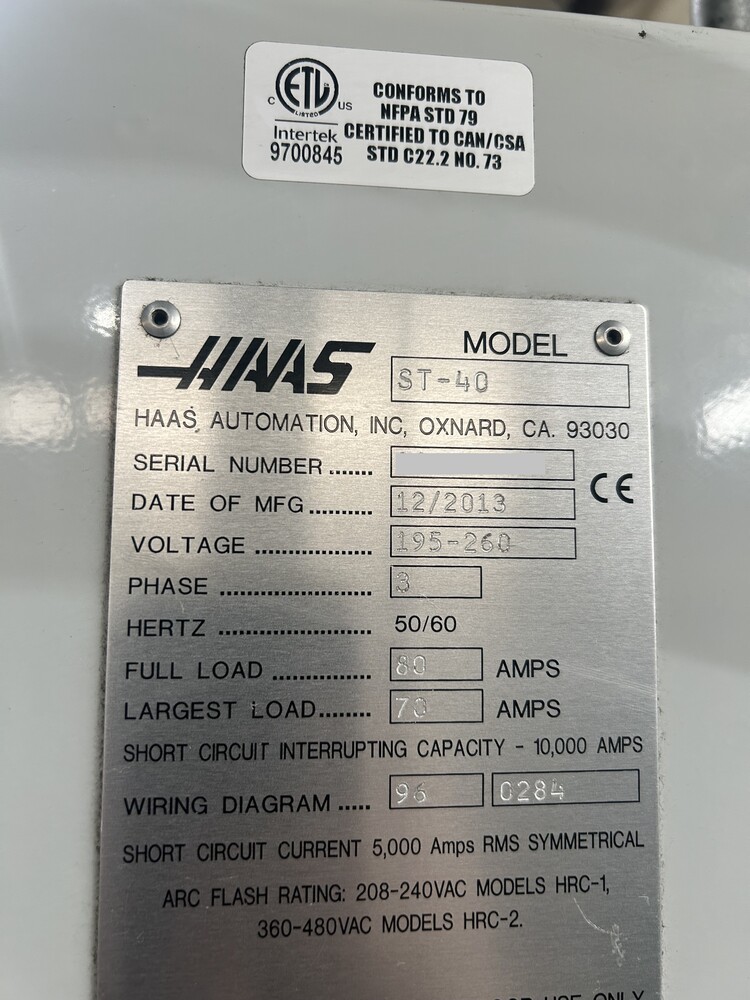 ETL
LISTED
C US
Intertek
9700845
CONFORMS TO
NFPA STD 79
CERTIFIED TO CAN/CSA
STD C22.2 NO. 73
HAAS
MODEL
ST-40
HAAS AUTOMATION, INC, OXNARD, CA. 93030
SERIAL NUMBER .......
CE
DATE OF MFG .......... 12/2013
VOLTAGE .................. 195-260
PHASE ....................... 3
HERTZ ....................... 50/60
FULL LOAD ............... 80 AMPS
LARGEST LOAD........ 70 AMPS
SHORT CIRCUIT INTERRUPTING CAPACITY - 10,000 AMPS
WIRING DIAGRAM ..... 96 0284
SHORT CIRCUIT CURRENT 5,000 Amps RMS SYMMETRICAL
ARC FLASH RATING: 208-240VAC MODELS HRC-1,
360-480VAC MODELS HRC-2.
USE ONLY